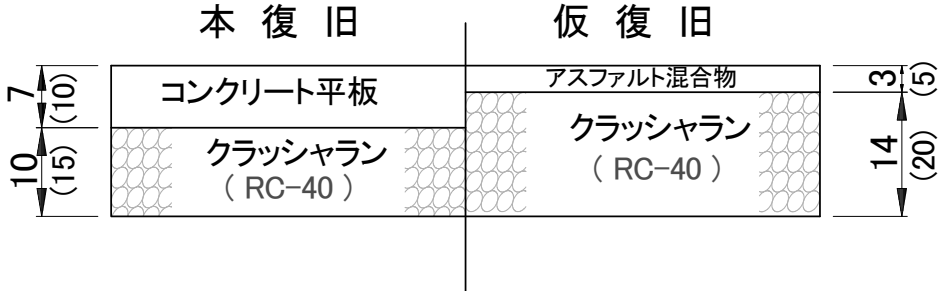 本 復 旧
仮 復 旧
7
(10)
コンクリート平板
アスファルト混合物
3
(5)
10
(15)
クラッシャラン
( RC-40 )
クラッシャラン
( RC-40 )
14
(20)